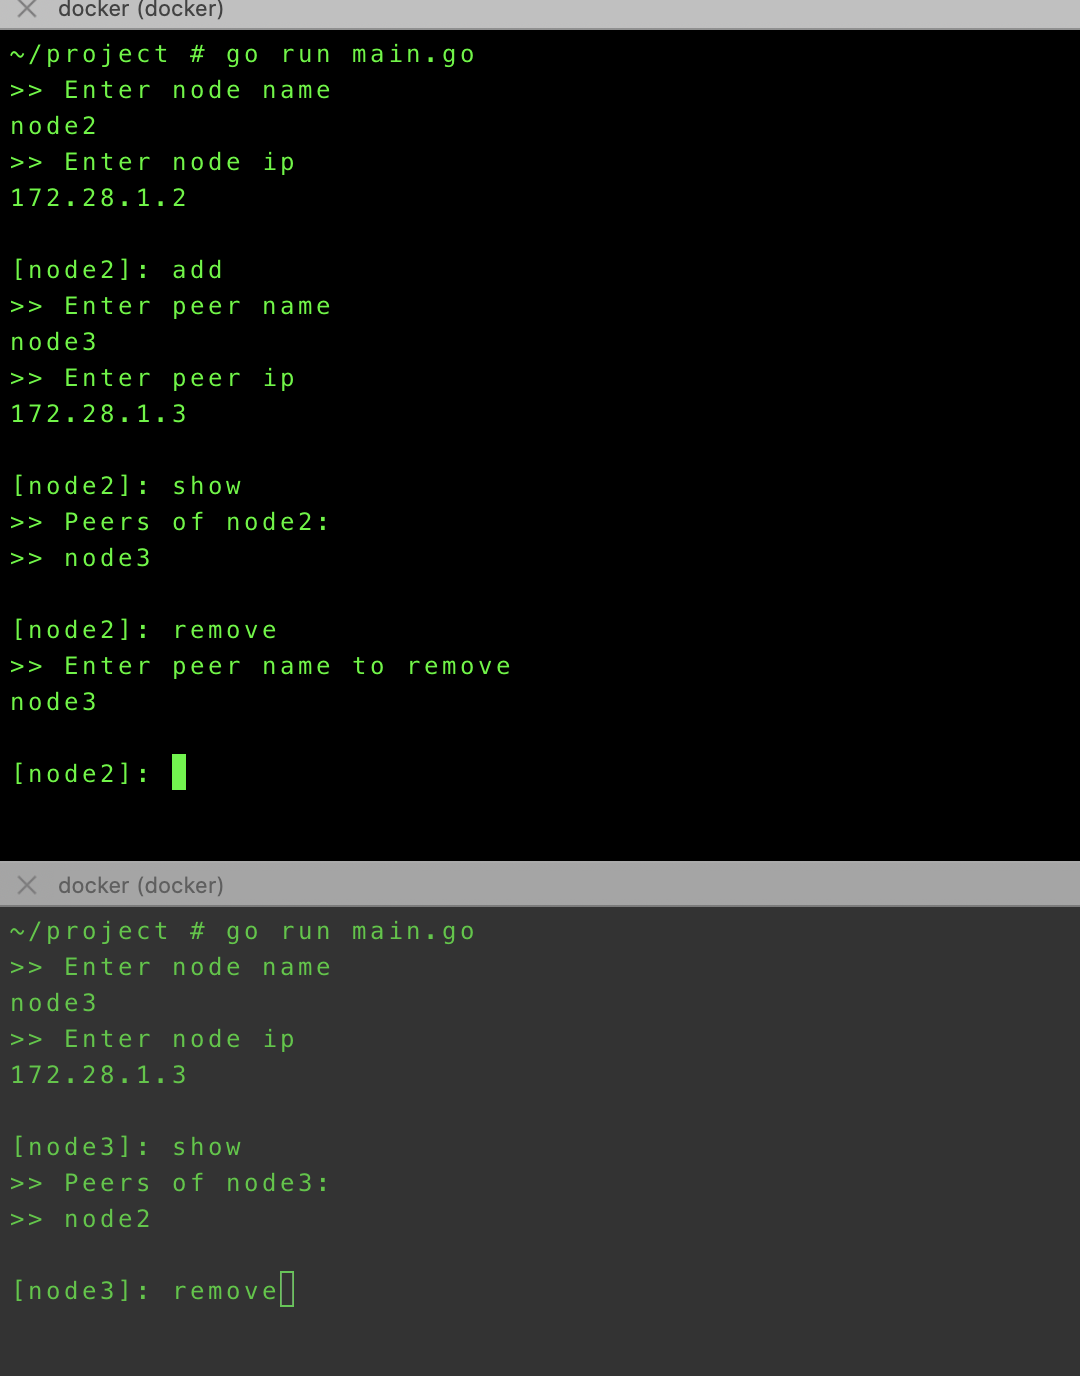 docker (docker)
~/project # go run main.go
>> Enter node name
node2
>> Enter node ip
172.28.1.2
[node2]: add
>> Enter peer name
node3
>> Enter peer ip
172.28.1.3
[node2]: show
>> Peers of node2:
>> node3
[node2]: remove
>> Enter peer name to remove
node3
[node2]:
docker (docker)
~/project # go run main.go
>> Enter node name
node3
>> Enter node ip
172.28.1.3
[node3]: show
>> Peers of node3:
>> node2
[node3]: remove